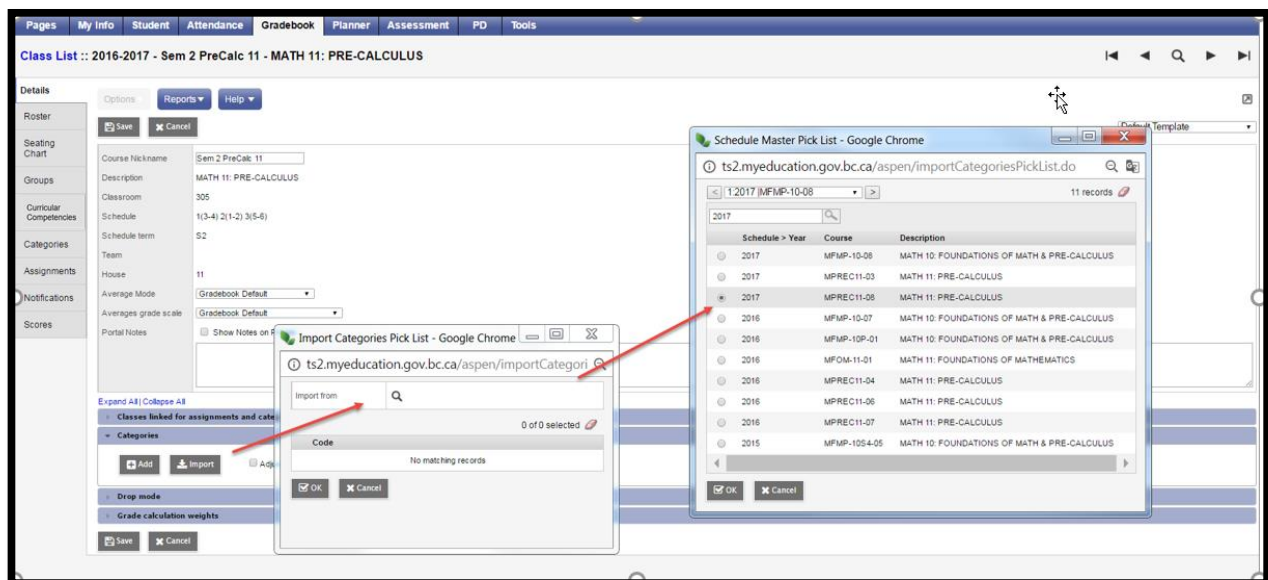 Pages My Info Student Attendance Gradebook Planner Assessment PD Tools
Class List :: 2016-2017 - Sem 2 PreCalc 11 - MATH 11: PRE-CALCULUS
Details
Roster
Seating
Chart
Groups
Curricular
Competencies
Categories
Assignments
Notifications
Scores
Options Reports Help
Save Cancel
Default Template
Course Nickname Sem 2 PreCalc 11
Description MATH 11: PRE-CALCULUS
Classroom 305
Schedule 1(3-4) 2(1-2) 3(5-6)
Schedule term S2
Team
House 11
Average Mode Gradebook Default
Averages grade scale Gradebook Default
Portal Notes Show Notes on
Expand All | Collapse All
Classes linked for assignments and
Categories
Add Import
Drop mode
Grade calculation weights
Save Cancel
Import Categories Pick List - Google Chrome
ts2.myeducation.gov.bc.ca/aspen/importCategori
Import from
0 of 0 selected
Code
No matching records
OK Cancel
Schedule Master Pick List - Google Chrome
ts2.myeducation.gov.bc.ca/aspen/importCategoriesPickList.do
< 1:2017 |MFMP-10-08 > 11 records
2017
Schedule > Year Course Description
2017 MFMP-10-08 MATH 10: FOUNDATIONS OF MATH & PRE-CALCULUS
2017 MPREC11-03 MATH 11: PRE-CALCULUS
2017 MPREC11-08 MATH 11: PRE-CALCULUS
2016 MFMP-10-07 MATH 10: FOUNDATIONS OF MATH & PRE-CALCULUS
2016 MFMP-10P-01 MATH 10: FOUNDATIONS OF MATH & PRE-CALCULUS
2016 MFOM-11-01 MATH 11: FOUNDATIONS OF MATHEMATICS
2016 MPREC11-04 MATH 11: PRE-CALCULUS
2016 MPREC11-06 MATH 11: PRE-CALCULUS
2016 MPREC11-07 MATH 11: PRE-CALCULUS
2015 MFMP-10S4-05 MATH 10: FOUNDATIONS OF MATH & PRE-CALCULUS
OK Cancel